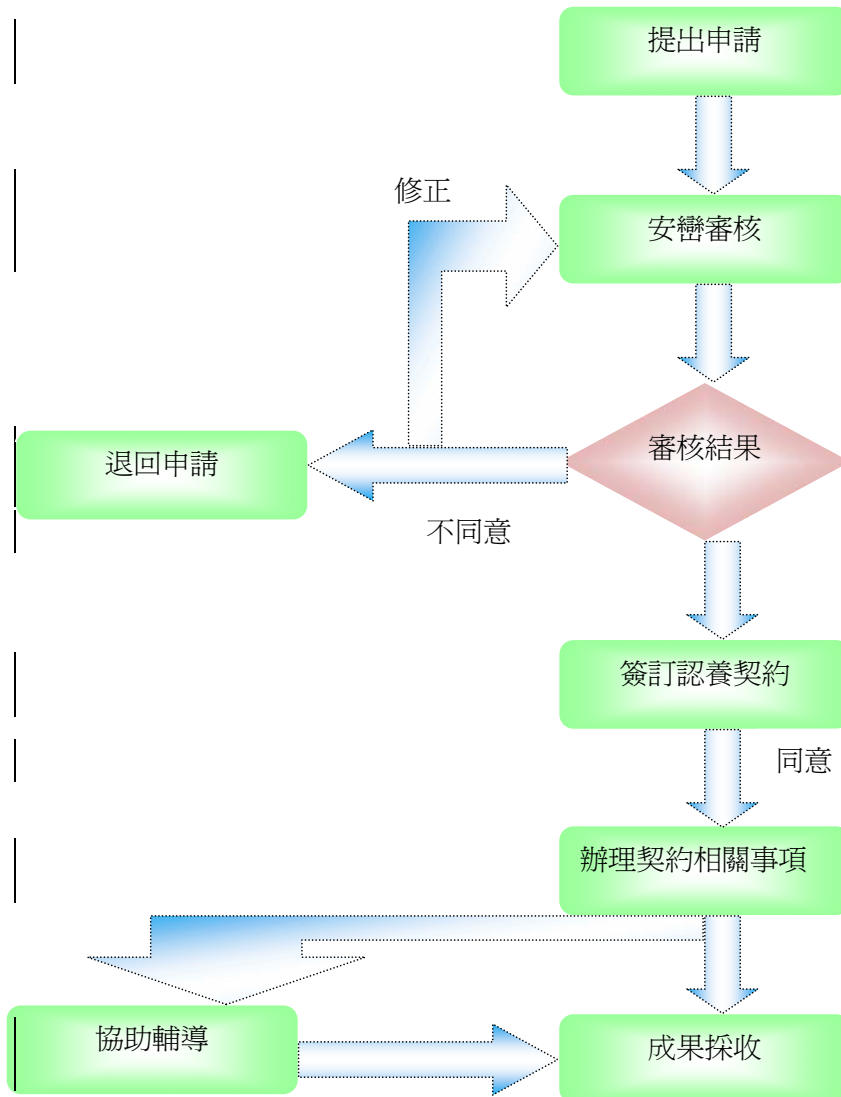 提出申請
修正
安巒審核
審核結果
退回申請
不同意
簽訂認養契約
同意
辦理契約相關事項
協助輔導
成果採收